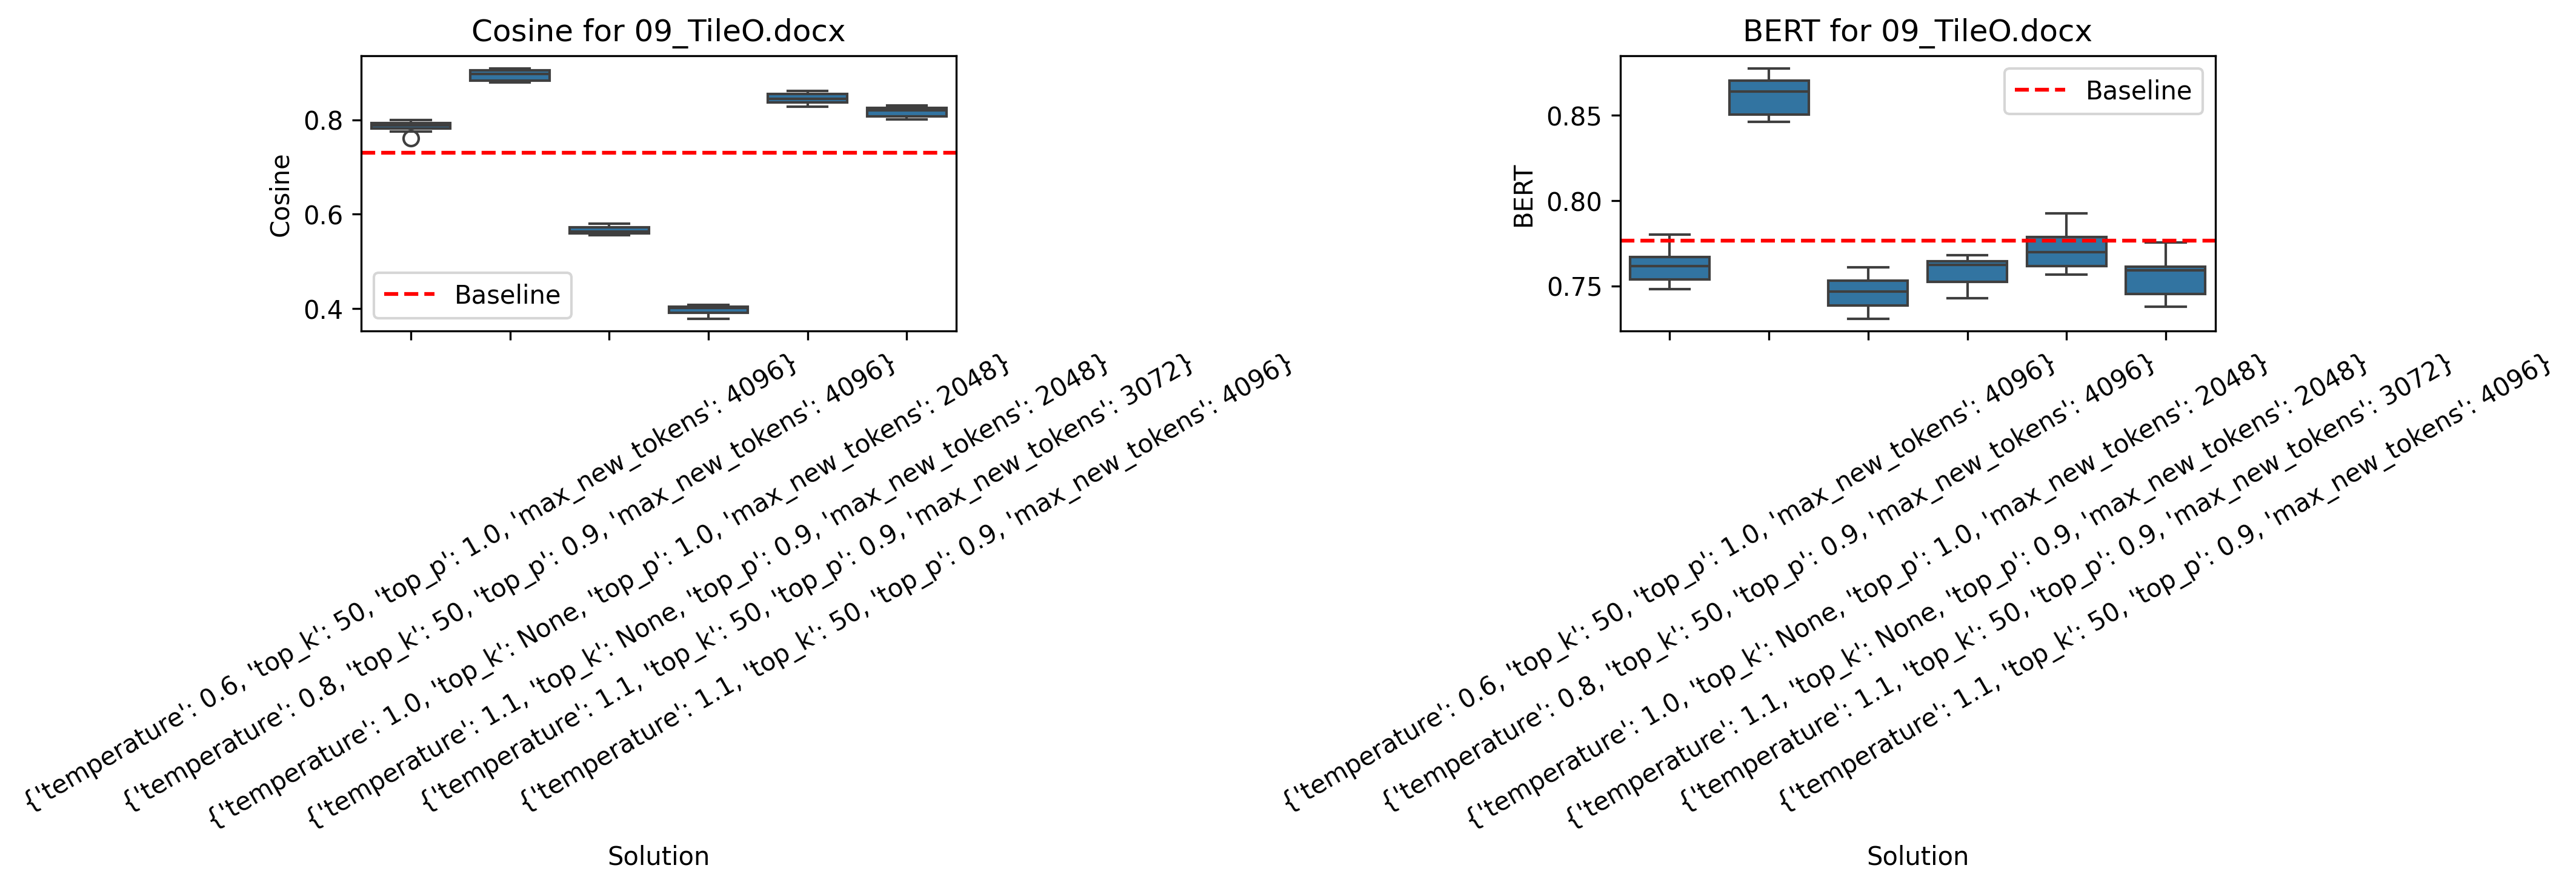 Cosine for 09_TileO.docx
Cosine
0.8
0.6
0.4
Baseline
{'temperature': 0.6, 'top_k': 50, 'top_p': 1.0, 'max_new_tokens': 4096}
{'temperature': 0.8, 'top_k': 50, 'top_p': 0.9, 'max_new_tokens': 4096}
{'temperature': 1.0, 'top_k': None, 'top_p': 1.0, 'max_new_tokens': 2048}
{'temperature': 1.1, 'top_k': None, 'top_p': 0.9, 'max_new_tokens': 2048}
{'temperature': 1.1, 'top_k': 50, 'top_p': 0.9, 'max_new_tokens': 3072}
{'temperature': 1.1, 'top_k': 50, 'top_p': 0.9, 'max_new_tokens': 4096}
Solution
BERT for 09_TileO.docx
BERT
0.85
0.80
0.75
Baseline
{'temperature': 0.6, 'top_k': 50, 'top_p': 1.0, 'max_new_tokens': 4096}
{'temperature': 0.8, 'top_k': 50, 'top_p': 0.9, 'max_new_tokens': 4096}
{'temperature': 1.0, 'top_k': None, 'top_p': 1.0, 'max_new_tokens': 2048}
{'temperature': 1.1, 'top_k': None, 'top_p': 0.9, 'max_new_tokens': 2048}
{'temperature': 1.1, 'top_k': 50, 'top_p': 0.9, 'max_new_tokens': 3072}
{'temperature': 1.1, 'top_k': 50, 'top_p': 0.9, 'max_new_tokens': 4096}
Solution